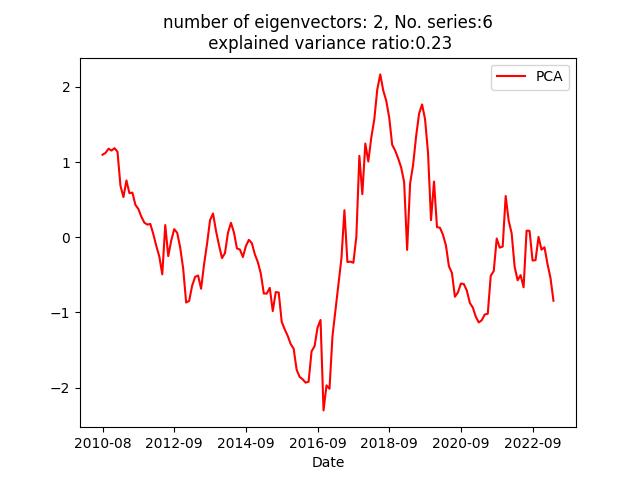 number of eigenvectors: 2, No. series:6
explained variance ratio:0.23
PCA
2
1
0
−1
−2
2010-08 2012-09 2014-09 2016-09 2018-09 2020-09 2022-09
Date